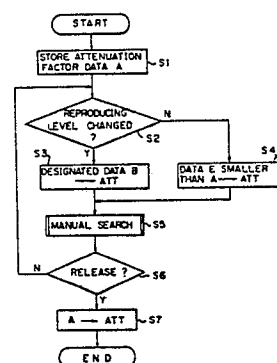 START
STORE ATTENUATION
FACTOR DATA A
S1
REPRODUCING
LEVEL CHANGED
?
N
S2
Y
S3
S4
DESIGNATED DATA B
→ ATT
DATA E SMALLER
THAN A → ATT
MANUAL SEARCH
S5
N
RELEASE ?
S6
Y
A → ATT
S7
END